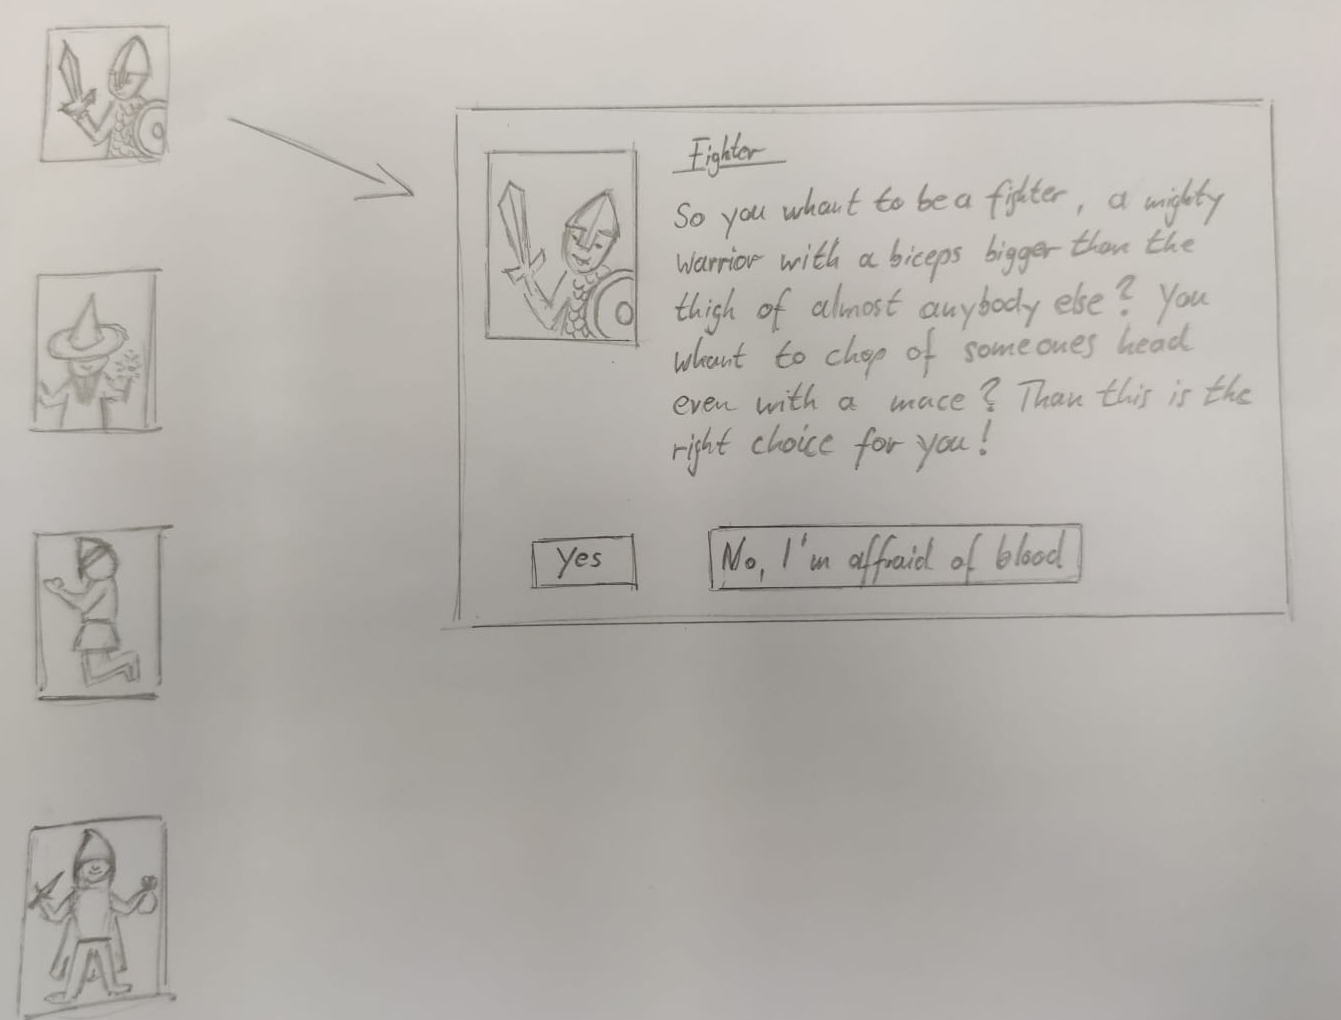 Fighter
So you whant to be a fighter, a mighty
warrior with a biceps bigger than the
thigh of almost anybody else? You
whant to chop of someones head
even with a mace? Than this is the
right choice for you!
Yes
No, I'm affraid of blood